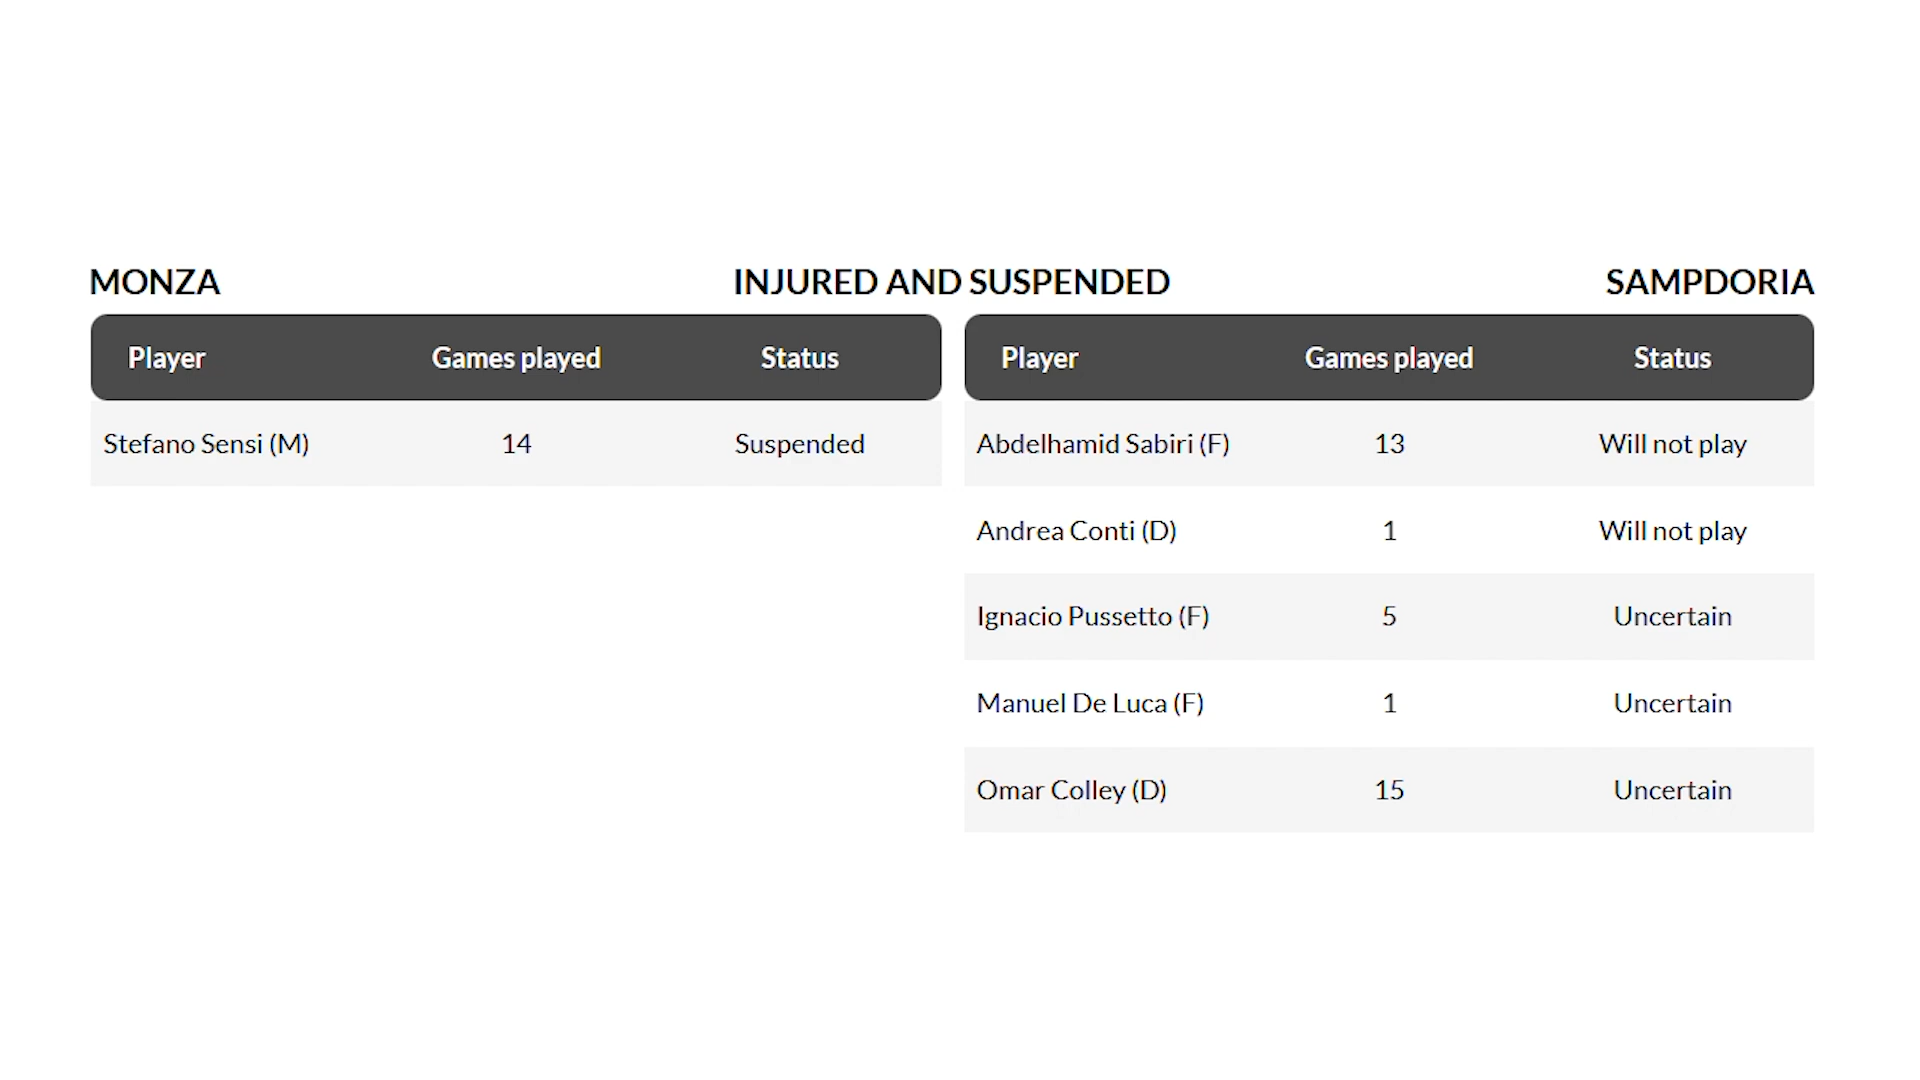 MONZA INJURED AND SUSPENDED SAMPDORIA
Player Games played Status
Stefano Sensi (M) 14 Suspended
Player Games played Status
Abdelhamid Sabiri (F) 13 Will not play
Andrea Conti (D) 1 Will not play
Ignacio Pussetto (F) 5 Uncertain
Manuel De Luca (F) 1 Uncertain
Omar Colley (D) 15 Uncertain